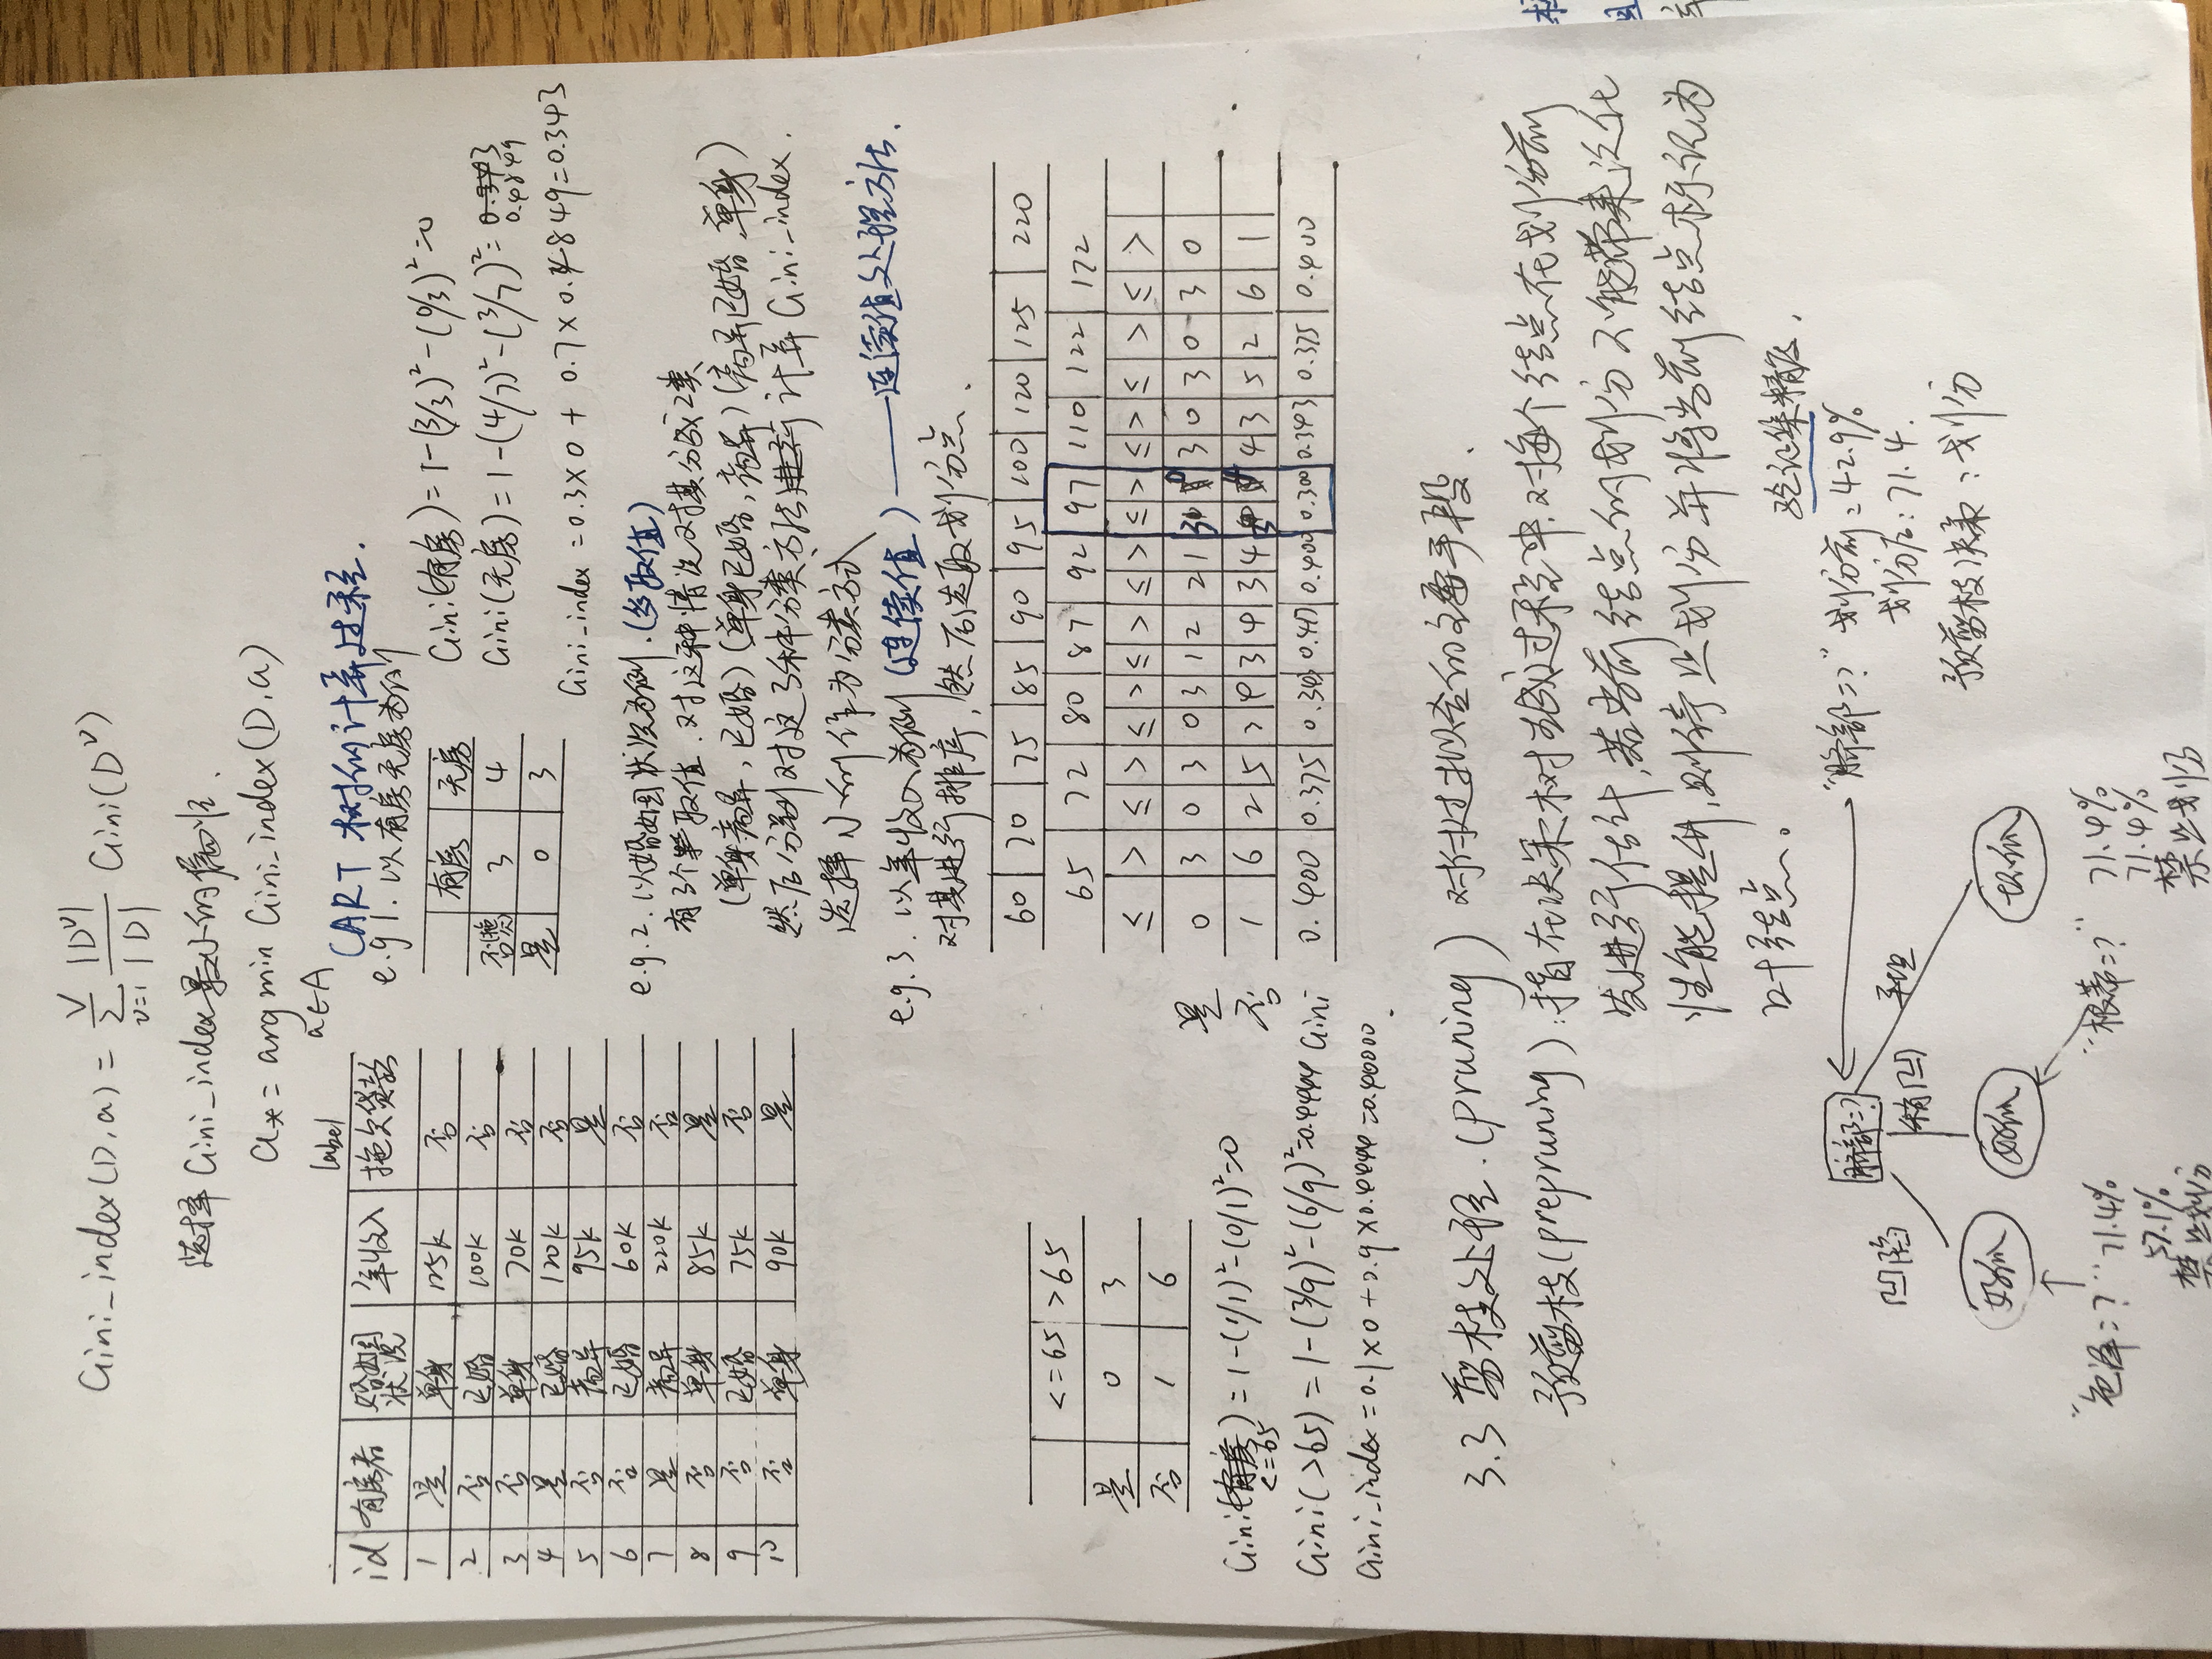 Gini_index(D,a) = Σ_{v=1}^{V} |D^v|/|D| Gini(D^v)
选择 Gini_index最小的属性.
a* = arg min Gini_index(D,a)
a∈A
label
id 有房者 婚姻状况 年收入 拖欠贷款
1 是 单身 125k 否
2 否 已婚 100k 否
3 否 单身 70k 否
4 是 已婚 120k 否
5 否 离异 95k 是
6 否 已婚 60k 否
7 是 离异 220k 否
8 否 单身 85k 是
9 否 已婚 75k 否
10 否 单身 90k 是
CART 树的计算过程.
e.g 1. 以有房无房为例
有房 无房
否 3 4
是 0 3
Gini(有房) = 1-(3/3)²-(0/3)²=0
Gini(无房) = 1-(4/7)²-(3/7)²= 0.4849
Gini_index = 0.3×0 + 0.7×0.4849=0.343
e.g.2. 以婚姻状况为例.(多取值)
有3个取值. 对这种情况对其分成2类
(单身离异, 已婚)(单身已婚, 离异)(离异已婚, 单身)
然后分别对这3种分类方法进行计算 Gini_index.
选择小的作为分类方式
e.g.3. 以年收入为例(连续值) ——连续值处理方法.
对其进行排序, 然后选取划分点.
60 70 75 85 90 95 100 120 125 220
65 72 80 87 92 97 110 122 172
≤ > ≤ > ≤ > ≤ > ≤ > ≤ > ≤ > ≤ > ≤ >
是 0 3 0 3 0 3 1 2 2 1 3 0 3 0 3 0 3 0
否 1 6 2 5 3 4 3 4 3 4 3 4 4 3 5 2 6 1
Gini 0.400 0.375 0.343 0.417 0.400 0.300 0.343 0.375 0.400
<=65 >65
是 0 3
否 1 6
Gini(<=65) = 1-(1/1)²-(0/1)²=0
Gini(>65) = 1-(3/9)²-(6/9)²=0.4444
Gini_index = 0.1×0+0.9×0.4444=0.40000.
3.3 剪枝处理.(pruning) 对付过拟合的主要手段.
预剪枝(prepruning): 指在决策树生成过程中, 对每个结点在划分前
先进行估计, 若当前结点的划分不能带来泛化
性能提升, 则停止划分并将当前结点标记为
叶结点。
验证集精度.
脐部=?
"脐部=?" 划分前: 42.9%
划分后: 71.4.
预剪枝决策: 划分
凹陷 稍凹 平坦
好瓜 好瓜 坏瓜
"色泽=?" 71.4%
57.1%
禁止划分
"根蒂=?" 71.4%
71.4%
禁止划分